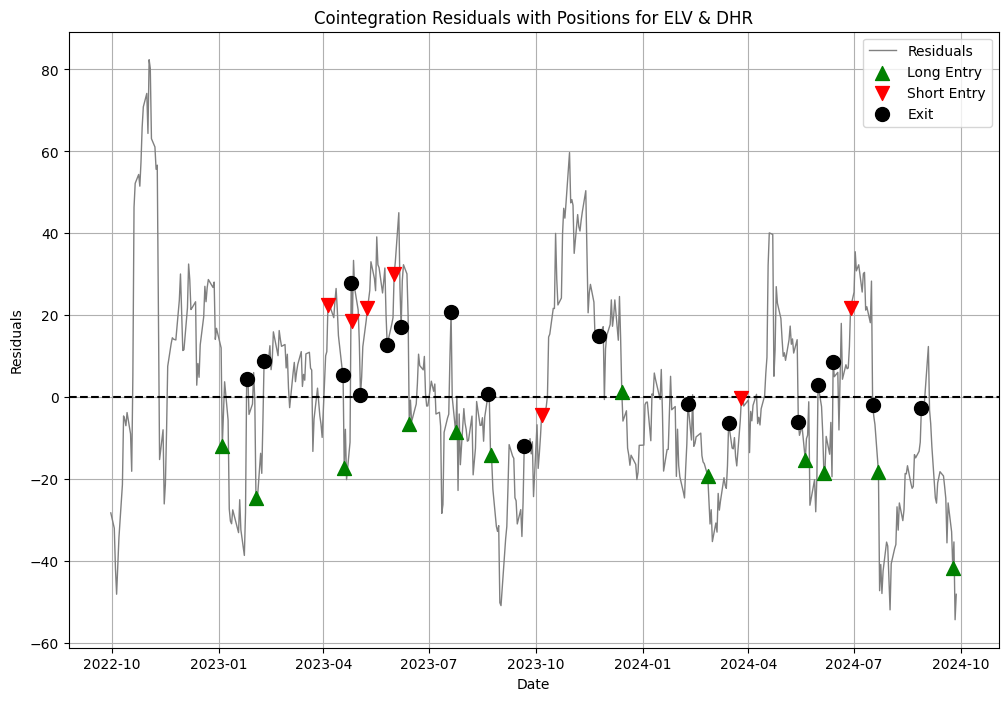 Cointegration Residuals with Positions for ELV & DHR
Residuals
Long Entry
Short Entry
Exit
80
60
40
20
0
−20
−40
−60
Residuals
2022-10
2023-01
2023-04
2023-07
2023-10
2024-01
2024-04
2024-07
2024-10
Date